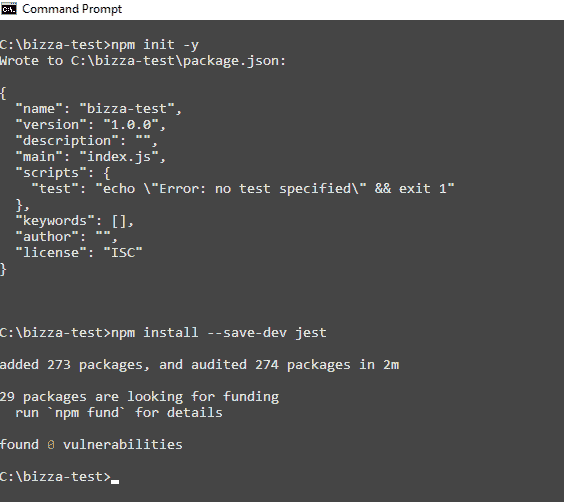 Command Prompt
C:\bizza-test>npm init -y
Wrote to C:\bizza-test\package.json:
{
  "name": "bizza-test",
  "version": "1.0.0",
  "description": "",
  "main": "index.js",
  "scripts": {
    "test": "echo \"Error: no test specified\" && exit 1"
  },
  "keywords": [],
  "author": "",
  "license": "ISC"
}
C:\bizza-test>npm install --save-dev jest
added 273 packages, and audited 274 packages in 2m
29 packages are looking for funding
  run `npm fund` for details
found 0 vulnerabilities
C:\bizza-test>